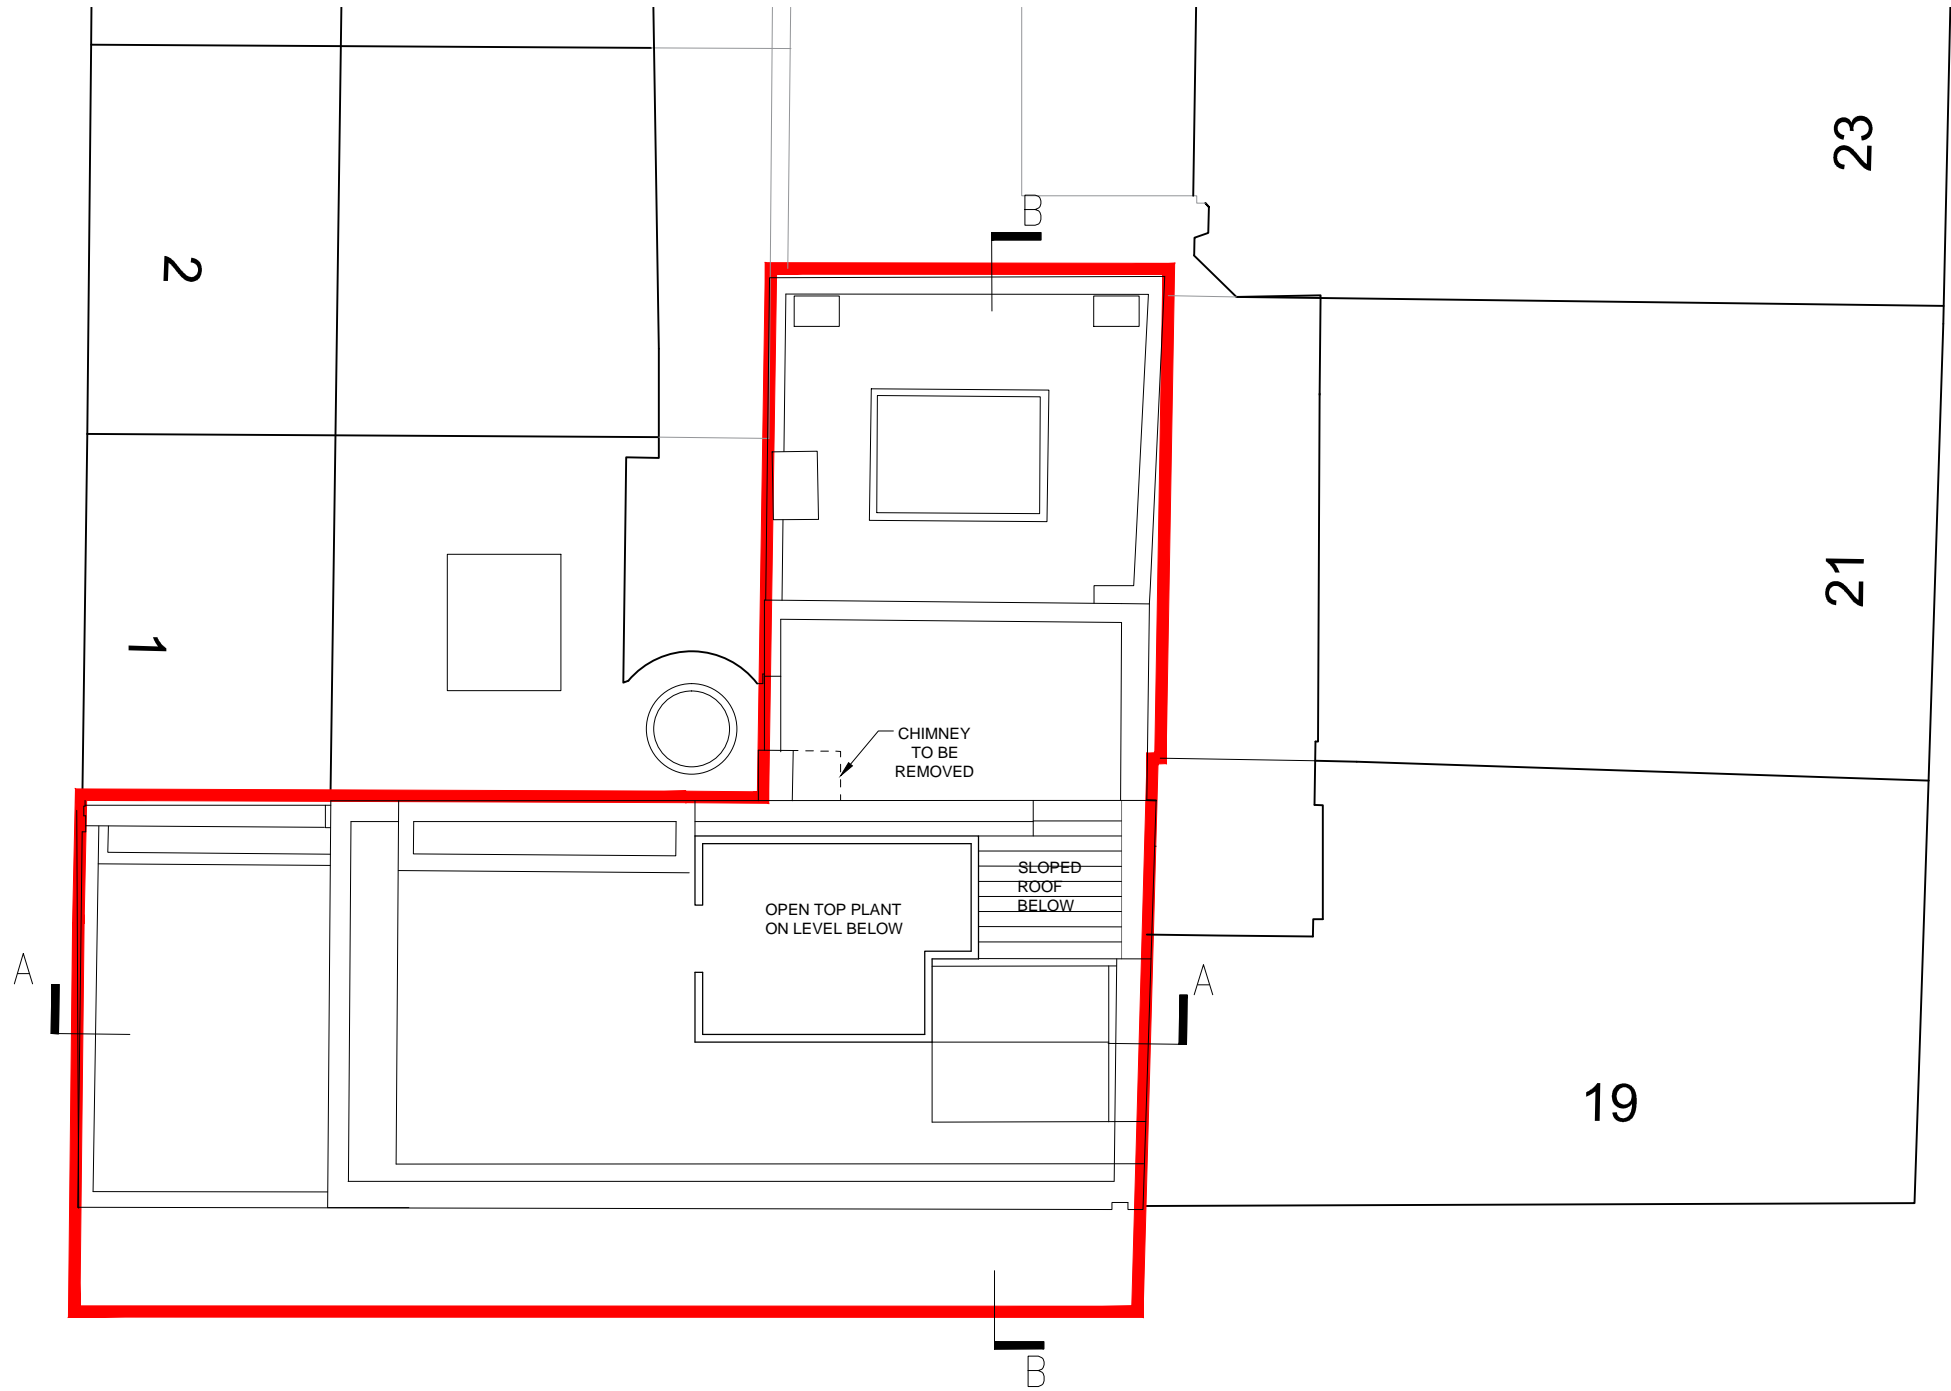 23
B
2
21
1
CHIMNEY
TO BE
REMOVED
SLOPED
ROOF
BELOW
OPEN TOP PLANT
ON LEVEL BELOW
A
A
19
B